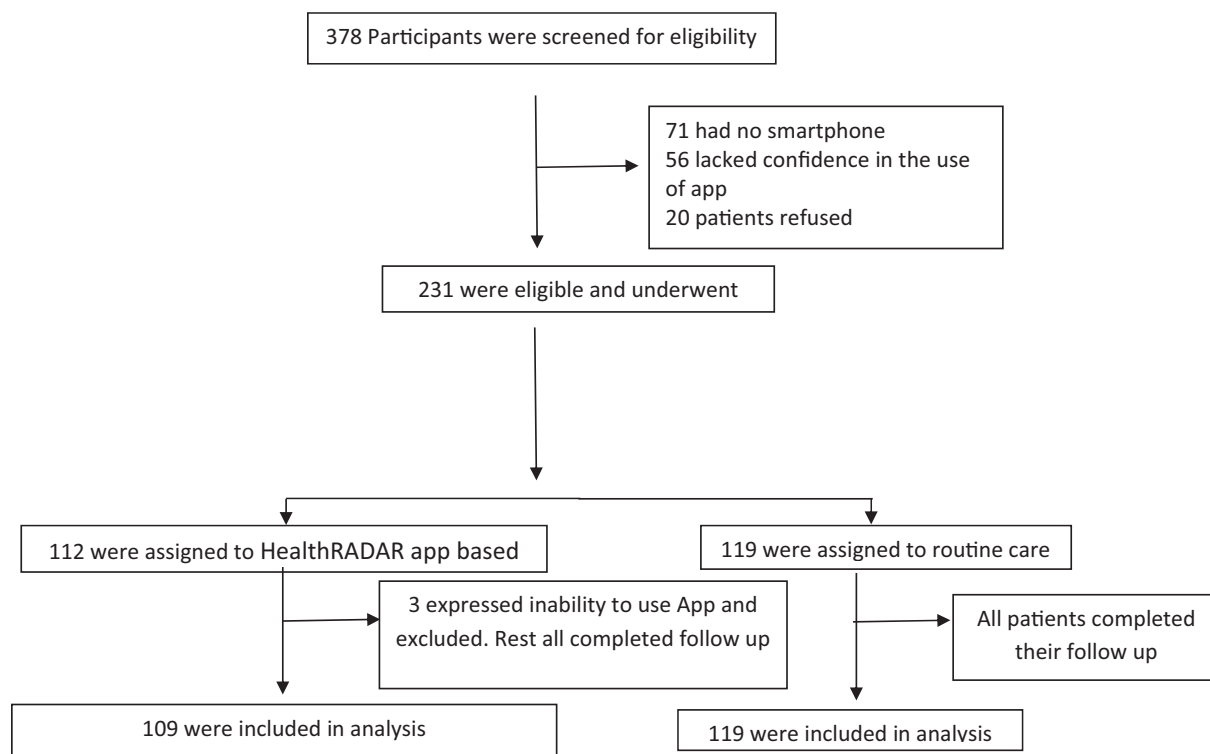 378 Participants were screened for eligibility
71 had no smartphone
56 lacked confidence in the use
of app
20 patients refused
231 were eligible and underwent
112 were assigned to HealthRADAR app based
119 were assigned to routine care
3 expressed inability to use App and
excluded. Rest all completed follow up
All patients completed
their follow up
109 were included in analysis
119 were included in analysis